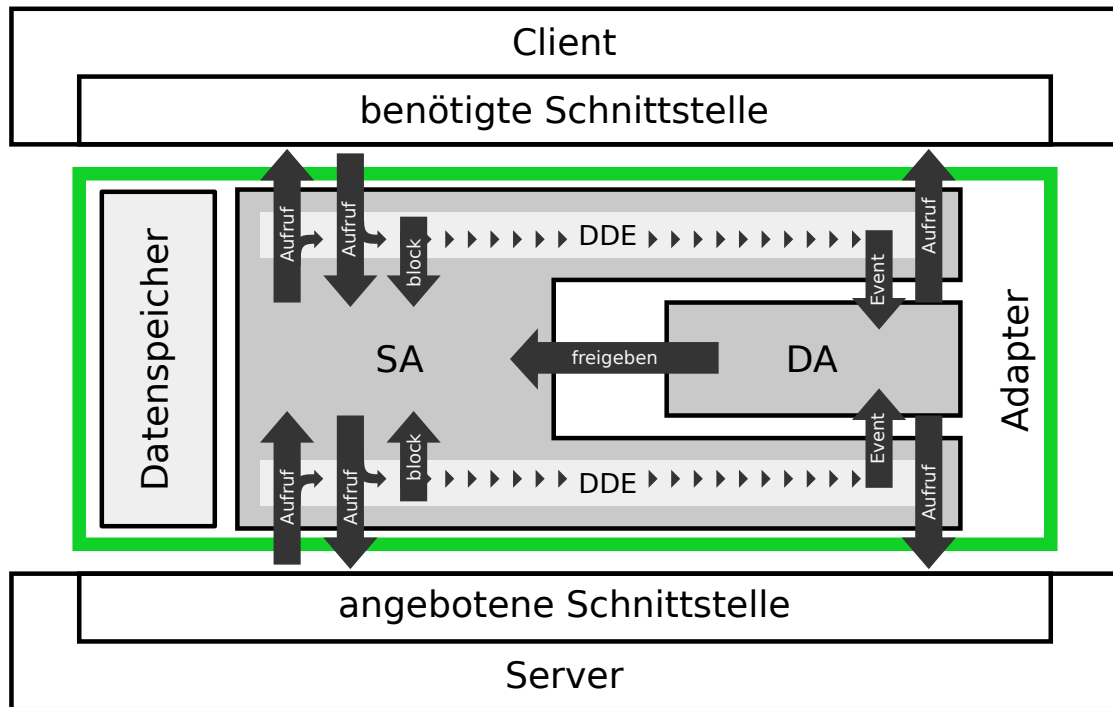 Client
benötigte Schnittstelle
Datenspeicher
Aufruf
Aufruf
block
DDE
Event
Aufruf
SA
freigeben
DA
Adapter
Aufruf
Aufruf
block
DDE
Event
Aufruf
angebotene Schnittstelle
Server